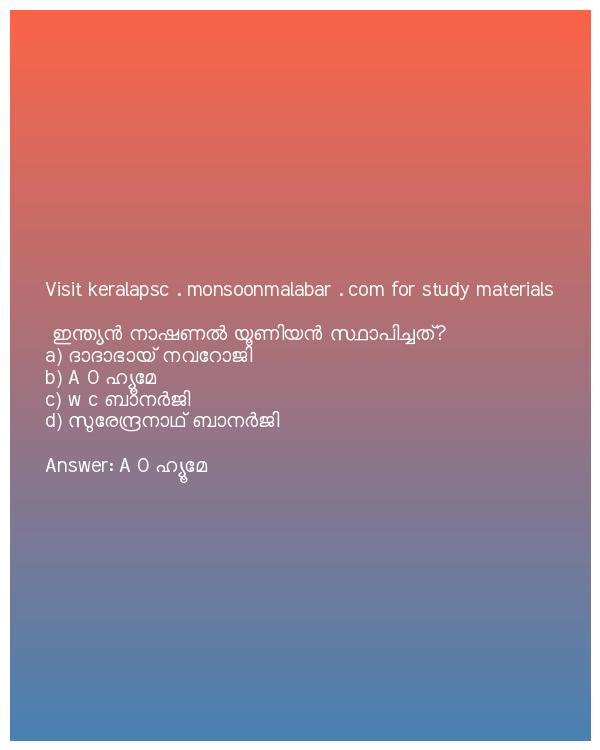 Visit keralapsc . monsoonmalabar . com for study materials
ഇന്ത്യൻ നാഷണൽ യൂണിയൻ സ്ഥാപിച്ചത്?
a) ദാദാഭായ് നവറോജി
b) A O ഹ്യൂമേ
c) w c ബാനർജി
d) സുരേന്ദ്രനാഥ് ബാനർജി
Answer: A O ഹ്യൂമേ